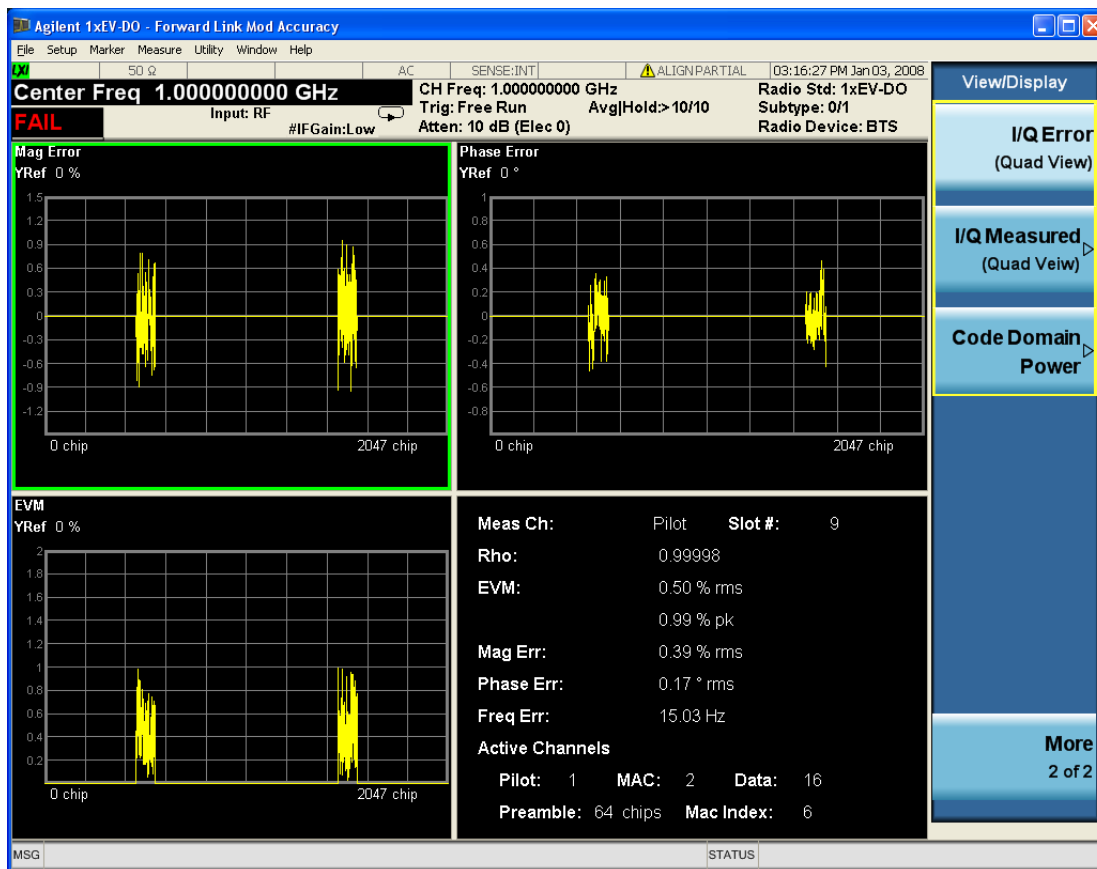 Agilent 1xEV-DO - Forward Link Mod Accuracy
File Setup Marker Measure Utility Window Help
LXI 50 Ω AC SENSE:INT ALIGN PARTIAL 03:16:27 PM Jan 03, 2008
Center Freq 1.000000000 GHz
Input: RF
#IFGain:Low
FAIL
CH Freq: 1.000000000 GHz
Trig: Free Run Avg|Hold:> 10/10
Atten: 10 dB (Elec 0)
Radio Std: 1xEV-DO
Subtype: 0/1
Radio Device: BTS
Mag Error
YRef 0 %
1.5
1.2
0.9
0.6
0.3
0
-0.3
-0.6
-0.9
-1.2
0 chip 2047 chip
Phase Error
YRef 0 °
1
0.8
0.6
0.4
0.2
0
-0.2
-0.4
-0.6
-0.8
0 chip 2047 chip
EVM
YRef 0 %
2
1.8
1.6
1.4
1.2
1
0.8
0.6
0.4
0.2
0 chip 2047 chip
Meas Ch: Pilot Slot #: 9
Rho: 0.99998
EVM: 0.50 % rms
0.99 % pk
Mag Err: 0.39 % rms
Phase Err: 0.17 ° rms
Freq Err: 15.03 Hz
Active Channels
Pilot: 1 MAC: 2 Data: 16
Preamble: 64 chips Mac Index: 6
View/Display
I/Q Error
(Quad View)
I/Q Measured
(Quad Veiw)
Code Domain
Power
More
2 of 2
MSG STATUS